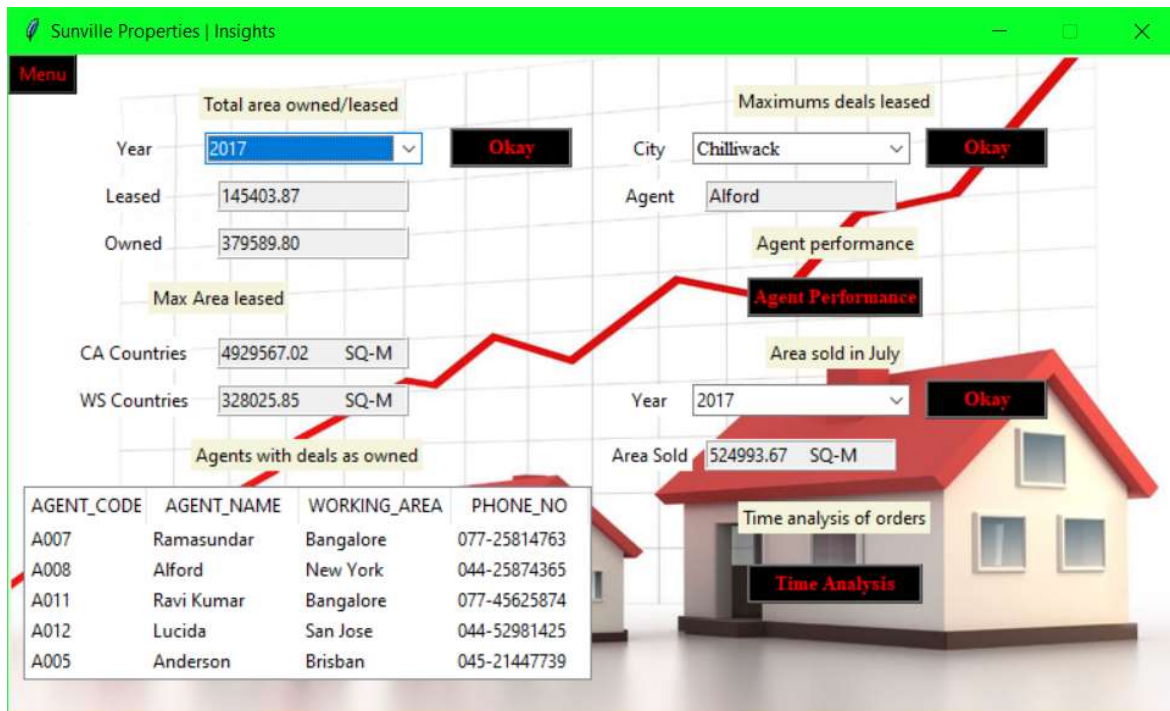 Sunville Properties | Insights
Menu
Total area owned/leased
Year 2017 Okay
Leased 145403.87
Owned 379589.80
Max Area leased
CA Countries 4929567.02 SQ-M
WS Countries 328025.85 SQ-M
Agents with deals as owned
AGENT_CODE AGENT_NAME WORKING_AREA PHONE_NO
A007 Ramasundar Bangalore 077-25814763
A008 Alford New York 044-25874365
A011 Ravi Kumar Bangalore 077-45625874
A012 Lucida San Jose 044-52981425
A005 Anderson Brisban 045-21447739
Maximums deals leased
City Chilliwack Okay
Agent Alford
Agent performance
Agent Performance
Area sold in July
Year 2017 Okay
Area Sold 524993.67 SQ-M
Time analysis of orders
Time Analysis